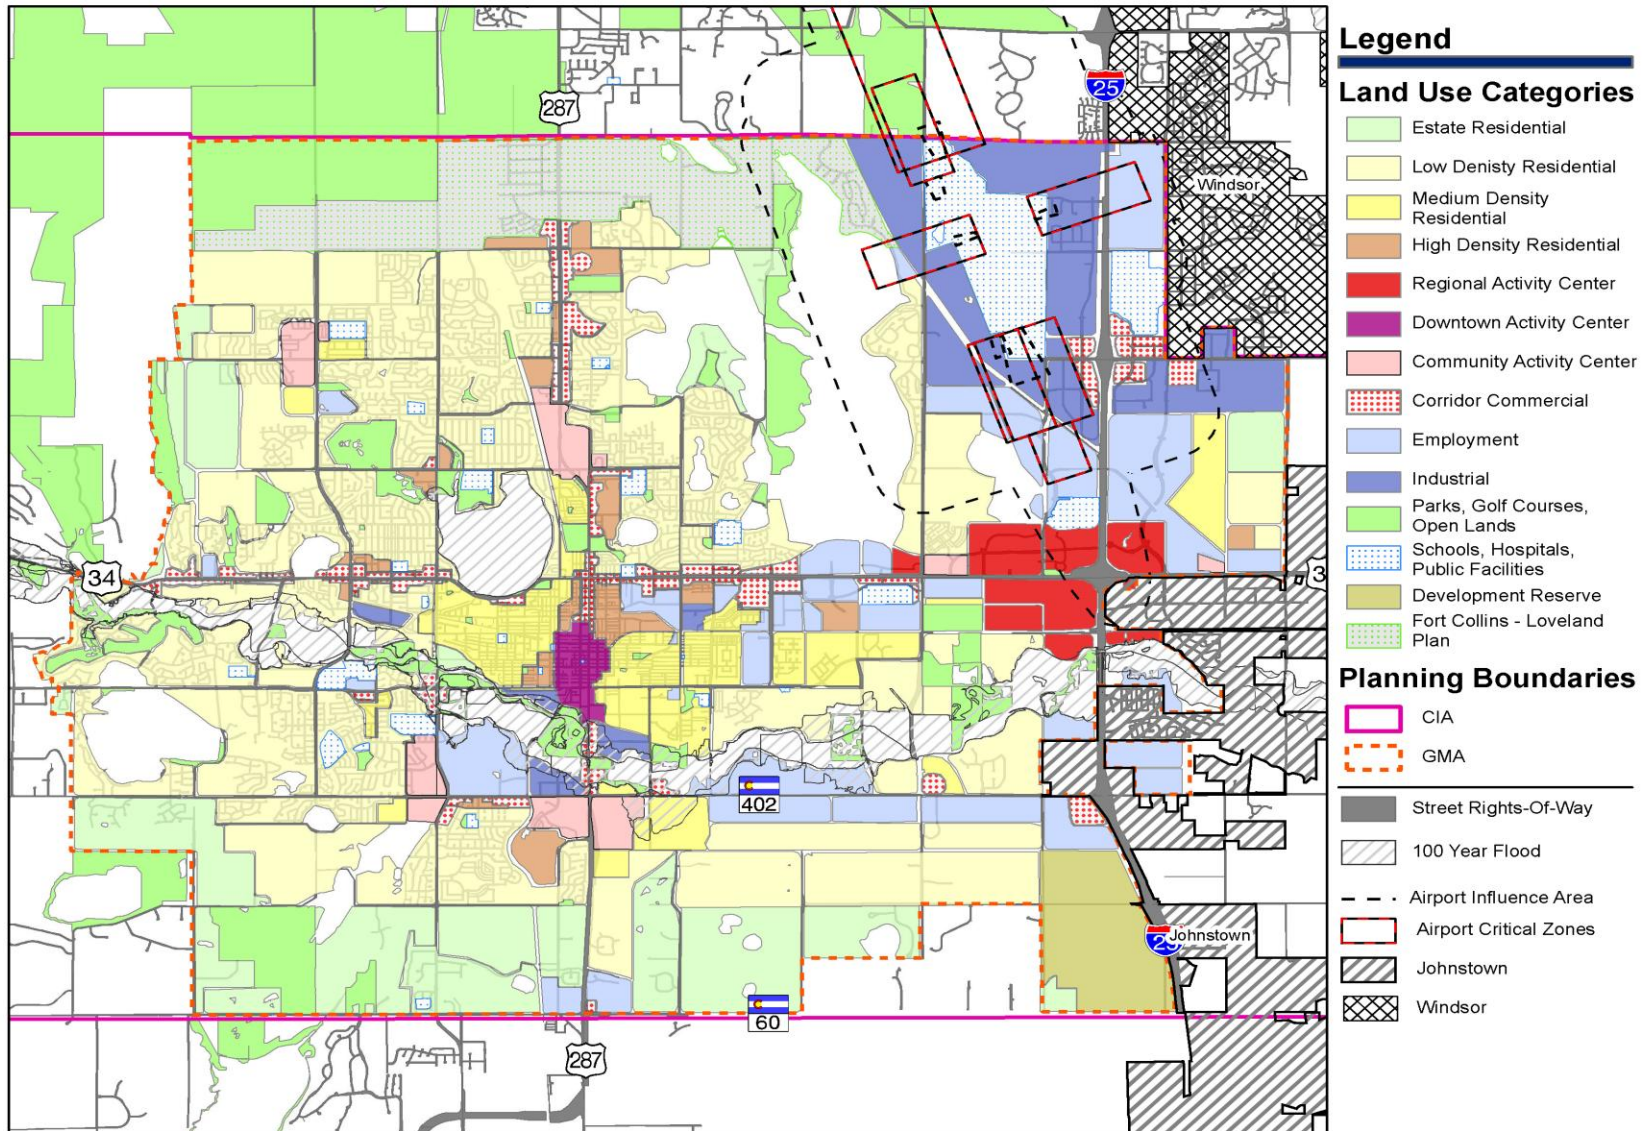 287
25
Windsor
34
3
402
25
Johnstown
60
287
Legend
Land Use Categories
Estate Residential
Low Denisty Residential
Medium Density
Residential
High Density Residential
Regional Activity Center
Downtown Activity Center
Community Activity Center
Corridor Commercial
Employment
Industrial
Parks, Golf Courses,
Open Lands
Schools, Hospitals,
Public Facilities
Development Reserve
Fort Collins - Loveland
Plan
Planning Boundaries
CIA
GMA
Street Rights-Of-Way
100 Year Flood
Airport Influence Area
Airport Critical Zones
Johnstown
Windsor